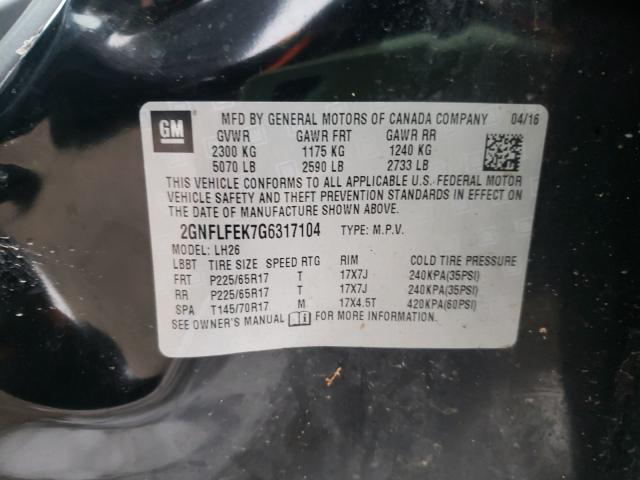 GM
MFD BY GENERAL MOTORS OF CANADA COMPANY 04/16
GVWR GAWR FRT GAWR RR
2300 KG 1175 KG 1240 KG
5070 LB 2590 LB 2733 LB
THIS VEHICLE CONFORMS TO ALL APPLICABLE U.S. FEDERAL MOTOR
VEHICLE SAFETY AND THEFT PREVENTION STANDARDS IN EFFECT ON
THE DATE OF MANUFACTURE SHOWN ABOVE.
2GNFLFEK7G6317104 TYPE: M.P.V.
MODEL: LH26
LBBT TIRE SIZE SPEED RTG RIM COLD TIRE PRESSURE
FRT P225/65R17 T 17X7J 240KPA(35PSI)
RR P225/65R17 T 17X7J 240KPA(35PSI)
SPA T145/70R17 M 17X4.5T 420KPA(60PSI)
SEE OWNER'S MANUAL FOR MORE INFORMATION.